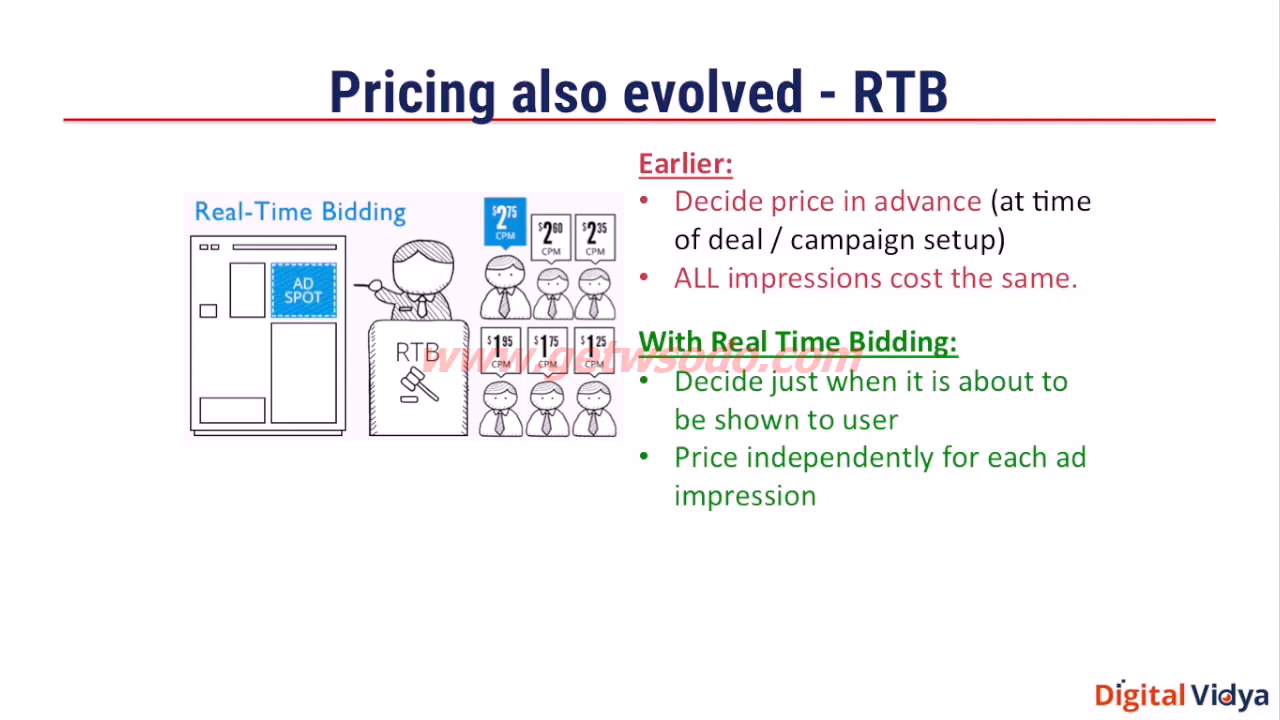 Pricing also evolved - RTB
Real-Time Bidding
AD
SPOT
RTB
$2.75
CPM
$2.60
CPM
$2.35
CPM
$1.95
CPM
$1.75
CPM
$1.25
CPM
Earlier:
• Decide price in advance (at time
of deal / campaign setup)
• ALL impressions cost the same.
With Real Time Bidding:
• Decide just when it is about to
be shown to user
• Price independently for each ad
impression
www.getwsodo.com
Digital Vidya